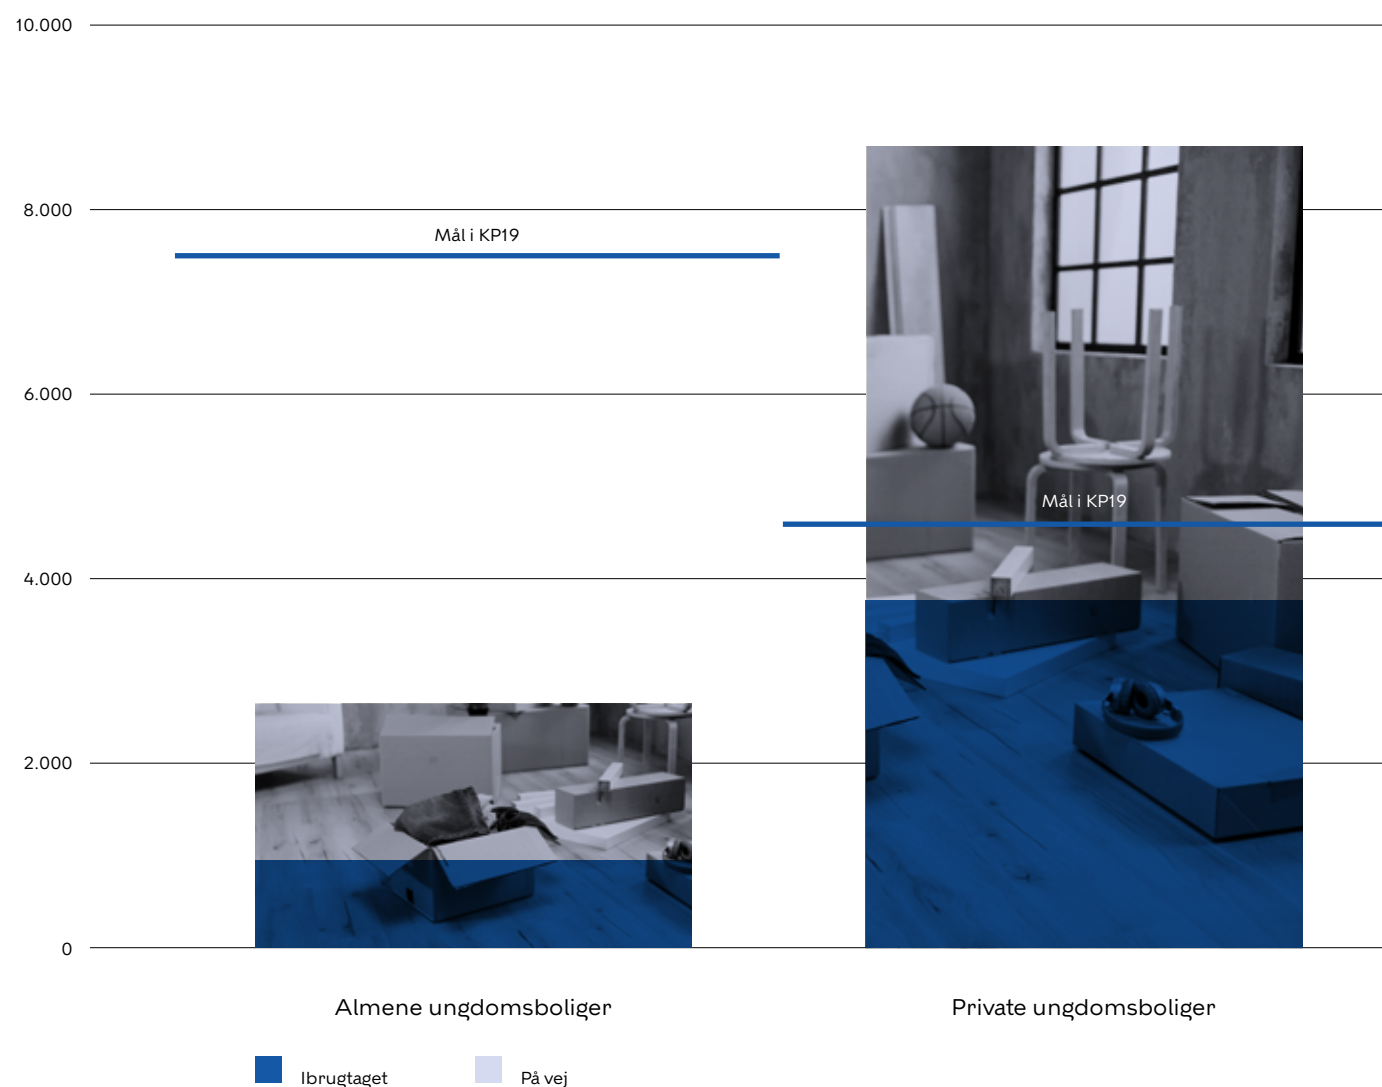 10.000
8.000
Mål i KP19
6.000
Mål i KP19
4.000
2.000
0
Almene ungdomsboliger
Private ungdomsboliger
Ibrugtaget
På vej